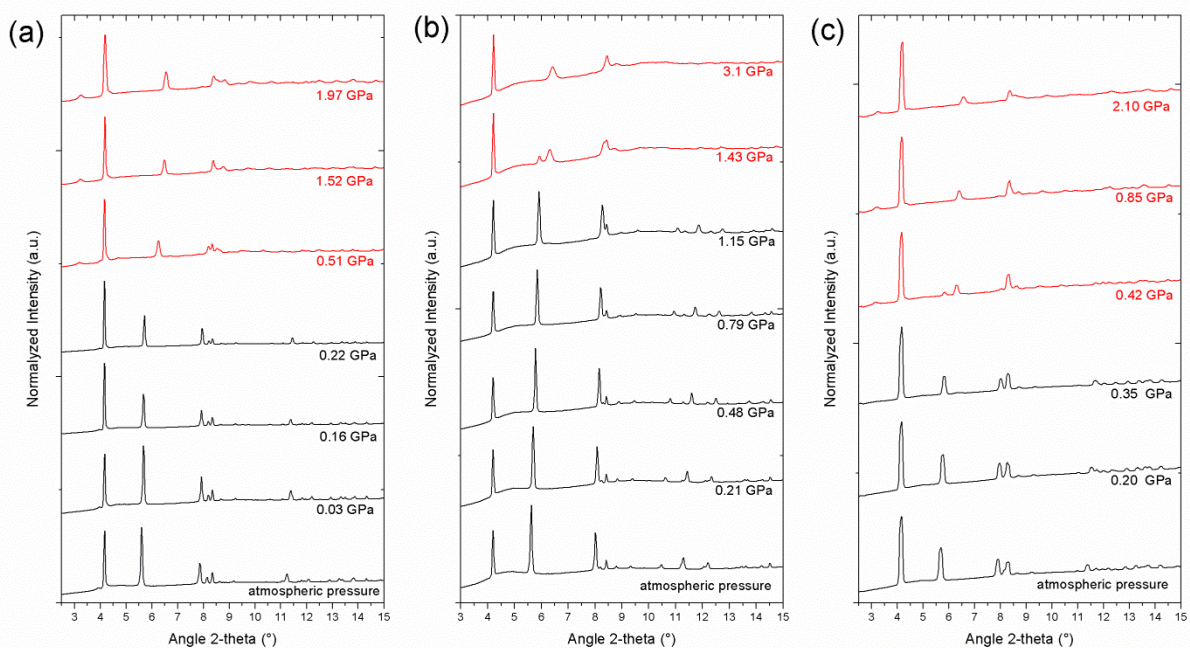 (a)
Normalyzed Intensity (a.u.)
1.97 GPa
1.52 GPa
0.51 GPa
0.22 GPa
0.16 GPa
0.03 GPa
atmospheric pressure
3 4 5 6 7 8 9 10 11 12 13 14 15
Angle 2-theta (°)
(b)
Normalyzed Intensity (a.u.)
3.1 GPa
1.43 GPa
1.15 GPa
0.79 GPa
0.48 GPa
0.21 GPa
atmospheric pressure
3 4 5 6 7 8 9 10 11 12 13 14 15
Angle 2-theta (°)
(c)
Normalyzed Intensity (a.u.)
2.10 GPa
0.85 GPa
0.42 GPa
0.35 GPa
0.20 GPa
atmospheric pressure
3 4 5 6 7 8 9 10 11 12 13 14 15
Angle 2-theta (°)